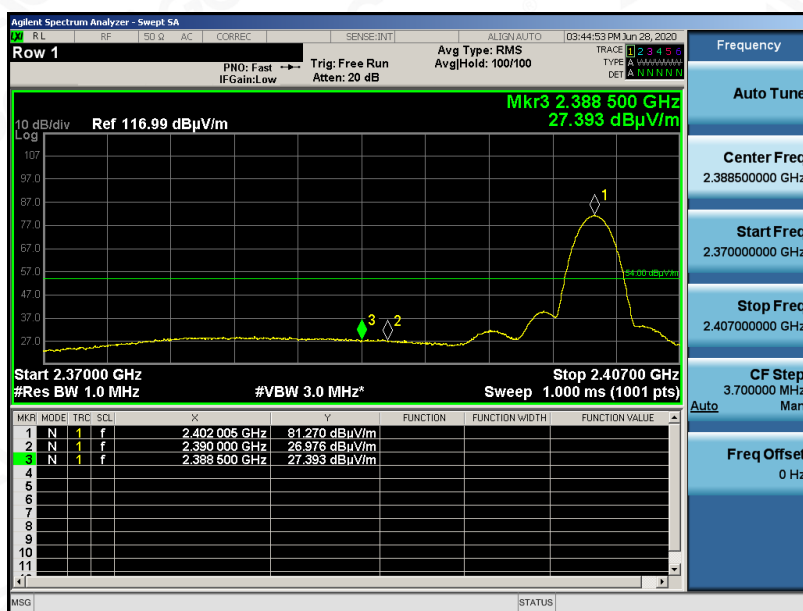 Agilent Spectrum Analyzer - Swept SA
LXI RL RF 50 Ω AC CORREC SENSE:INT ALIGN AUTO 03:44:53 PM Jun 28, 2020
Row 1
PNO: Fast
IFGain:Low
Trig: Free Run
Atten: 20 dB
Avg Type: RMS
Avg|Hold: 100/100
TRACE 1 2 3 4 5 6
TYPE A
DET A N N N N N
Mkr3 2.388 500 GHz
27.393 dBµV/m
10 dB/div Ref 116.99 dBµV/m
Log
107
97.0
87.0
77.0
67.0
57.0
47.0
37.0
27.0
1
54.00 dBµV/m
3
2
Start 2.37000 GHz Stop 2.40700 GHz
#Res BW 1.0 MHz #VBW 3.0 MHz* Sweep 1.000 ms (1001 pts)
MKR MODE TRC SCL X Y FUNCTION FUNCTION WIDTH FUNCTION VALUE
1 N 1 f 2.402 005 GHz 81.270 dBµV/m
2 N 1 f 2.390 000 GHz 26.976 dBµV/m
3 N 1 f 2.388 500 GHz 27.393 dBµV/m
4
5
6
7
8
9
10
11
MSG STATUS
Frequency
Auto Tune
Center Freq
2.388500000 GHz
Start Freq
2.370000000 GHz
Stop Freq
2.407000000 GHz
CF Step
3.700000 MHz
Auto Man
Freq Offset
0 Hz